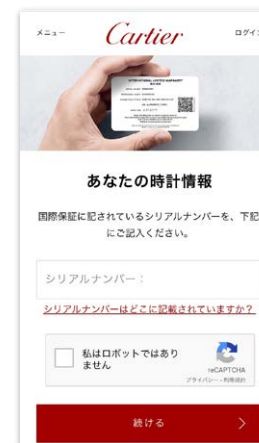 メニュー
Cartier
INTERNATIONAL LIMITED WARRANTY
あなたの時計情報
国際保証に記されているシリアルナンバーを、下記
にご記入ください。
シリアルナンバー：
シリアルナンバーはどこに記載されていますか？
私はロボットではあり
ません
reCAPTCHA
プライバシー - 利用規約
続ける